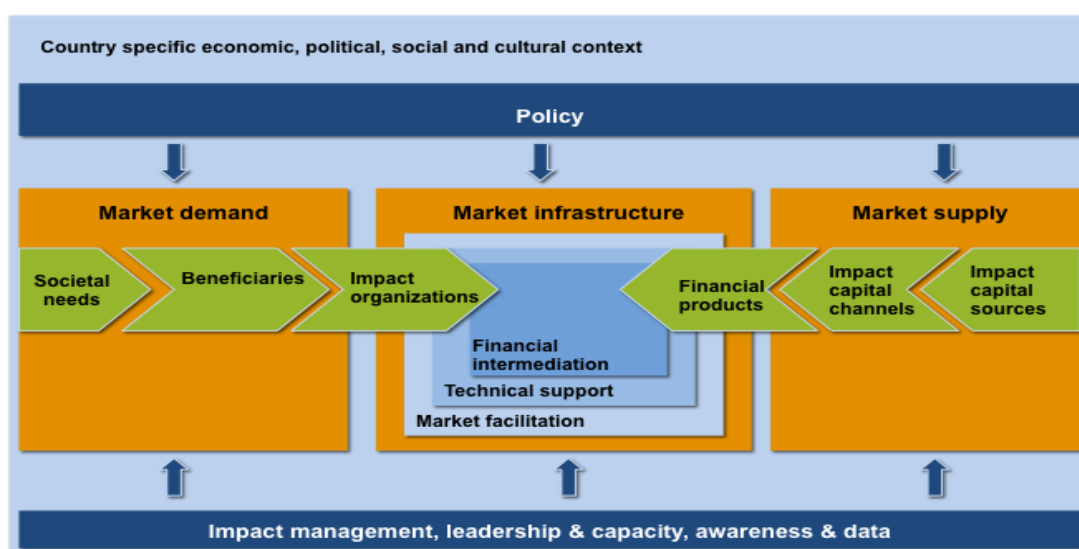 Country specific economic, political, social and cultural context
Policy
Market demand
Market infrastructure
Market supply
Societal
needs
Beneficiaries
Impact
organizations
Financial
products
Impact
capital
channels
Impact
capital
sources
Financial
intermediation
Technical support
Market facilitation
Impact management, leadership & capacity, awareness & data